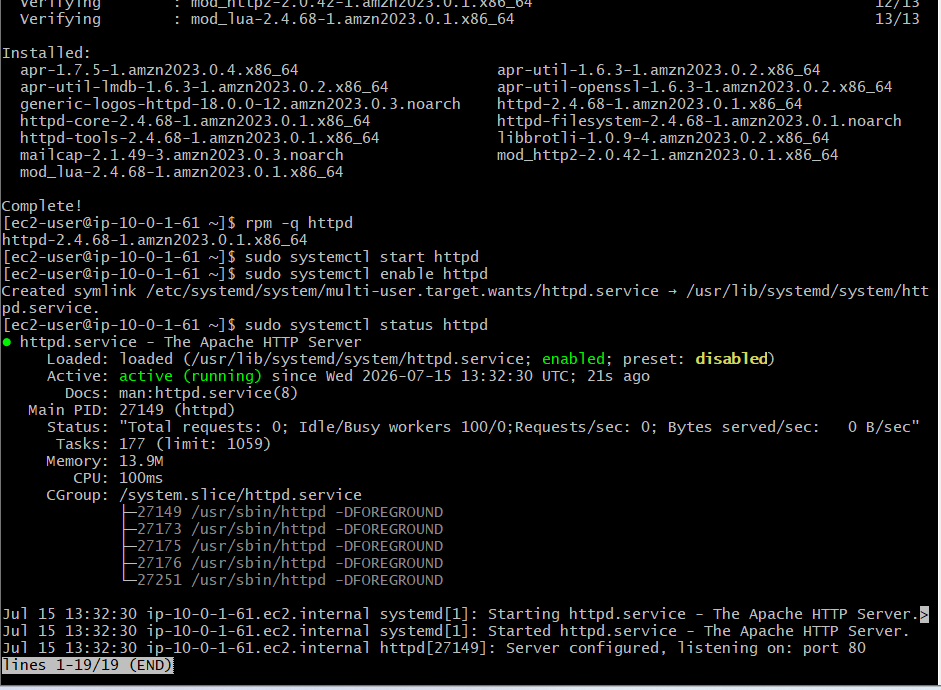 Verifying : mod_http2-2.0.42-1.amzn2023.0.1.x86_64 12/13
Verifying : mod_lua-2.4.68-1.amzn2023.0.1.x86_64 13/13
Installed:
apr-1.7.5-1.amzn2023.0.4.x86_64 apr-util-1.6.3-1.amzn2023.0.2.x86_64
apr-util-lmdb-1.6.3-1.amzn2023.0.2.x86_64 apr-util-openssl-1.6.3-1.amzn2023.0.2.x86_64
generic-logos-httpd-18.0.0-12.amzn2023.0.3.noarch httpd-2.4.68-1.amzn2023.0.1.x86_64
httpd-core-2.4.68-1.amzn2023.0.1.x86_64 httpd-filesystem-2.4.68-1.amzn2023.0.1.noarch
httpd-tools-2.4.68-1.amzn2023.0.1.x86_64 libbrotli-1.0.9-4.amzn2023.0.2.x86_64
mailcap-2.1.49-3.amzn2023.0.3.noarch mod_http2-2.0.42-1.amzn2023.0.1.x86_64
mod_lua-2.4.68-1.amzn2023.0.1.x86_64
Complete!
[ec2-user@ip-10-0-1-61 ~]$ rpm -q httpd
httpd-2.4.68-1.amzn2023.0.1.x86_64
[ec2-user@ip-10-0-1-61 ~]$ sudo systemctl start httpd
[ec2-user@ip-10-0-1-61 ~]$ sudo systemctl enable httpd
Created symlink /etc/systemd/system/multi-user.target.wants/httpd.service → /usr/lib/systemd/system/htt
pd.service.
[ec2-user@ip-10-0-1-61 ~]$ sudo systemctl status httpd
● httpd.service - The Apache HTTP Server
Loaded: loaded (/usr/lib/systemd/system/httpd.service; enabled; preset: disabled)
Active: active (running) since Wed 2026-07-15 13:32:30 UTC; 21s ago
Docs: man:httpd.service(8)
Main PID: 27149 (httpd)
Status: "Total requests: 0; Idle/Busy workers 100/0;Requests/sec: 0; Bytes served/sec:   0 B/sec"
Tasks: 177 (limit: 1059)
Memory: 13.9M
CPU: 100ms
CGroup: /system.slice/httpd.service
├─27149 /usr/sbin/httpd -DFOREGROUND
├─27173 /usr/sbin/httpd -DFOREGROUND
├─27175 /usr/sbin/httpd -DFOREGROUND
├─27176 /usr/sbin/httpd -DFOREGROUND
└─27251 /usr/sbin/httpd -DFOREGROUND
Jul 15 13:32:30 ip-10-0-1-61.ec2.internal systemd[1]: Starting httpd.service - The Apache HTTP Server.>
Jul 15 13:32:30 ip-10-0-1-61.ec2.internal systemd[1]: Started httpd.service - The Apache HTTP Server.
Jul 15 13:32:30 ip-10-0-1-61.ec2.internal httpd[27149]: Server configured, listening on: port 80
lines 1-19/19 (END)